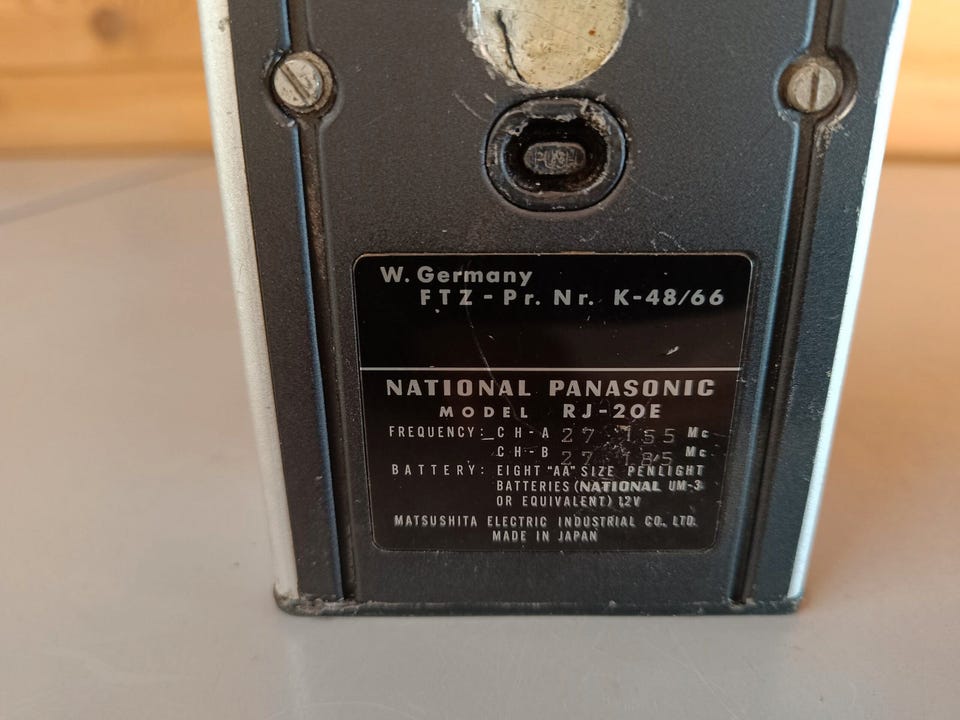 PUSH
W. Germany
FTZ-Pr. Nr. K-48/66
NATIONAL PANASONIC
MODEL RJ-20E
FREQUENCY: CH-A 27 155 Mc
CH-B 27 185 Mc
BATTERY: EIGHT "AA" SIZE PENLIGHT
BATTERIES (NATIONAL UM-3
OR EQUIVALENT) 12V
MATSUSHITA ELECTRIC INDUSTRIAL CO., LTD.
MADE IN JAPAN